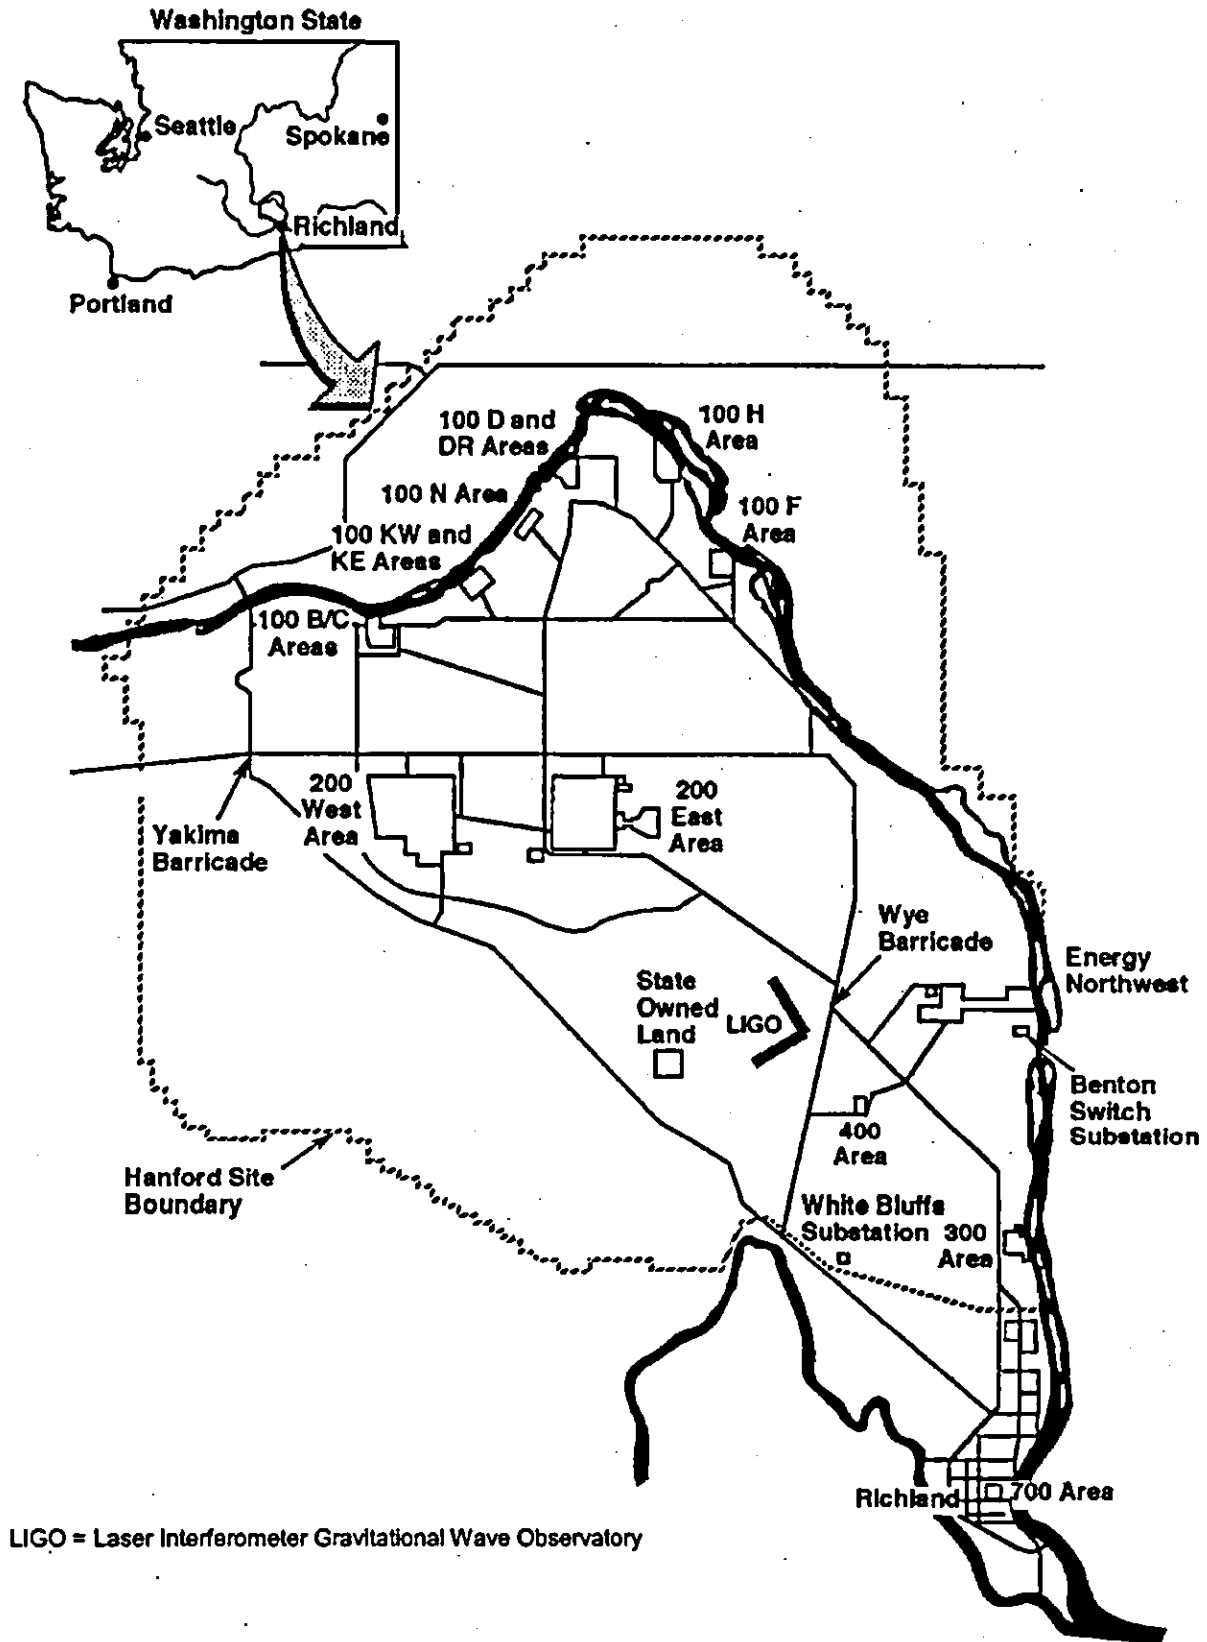 Washington State
Seattle
Spokane
Richland
Portland
100 D and
DR Areas
100 H
Area
100 N Area
100 F
Area
100 KW and
KE Areas
100 B/C
Areas
200
West
Area
200
East
Area
Yakima
Barricade
Wye
Barricade
Energy
Northwest
State
Owned
Land
LIGO
Benton
Switch
Substation
400
Area
Hanford Site
Boundary
White Bluffs
Substation
300
Area
Richland
700 Area
LIGO = Laser Interferometer Gravitational Wave Observatory